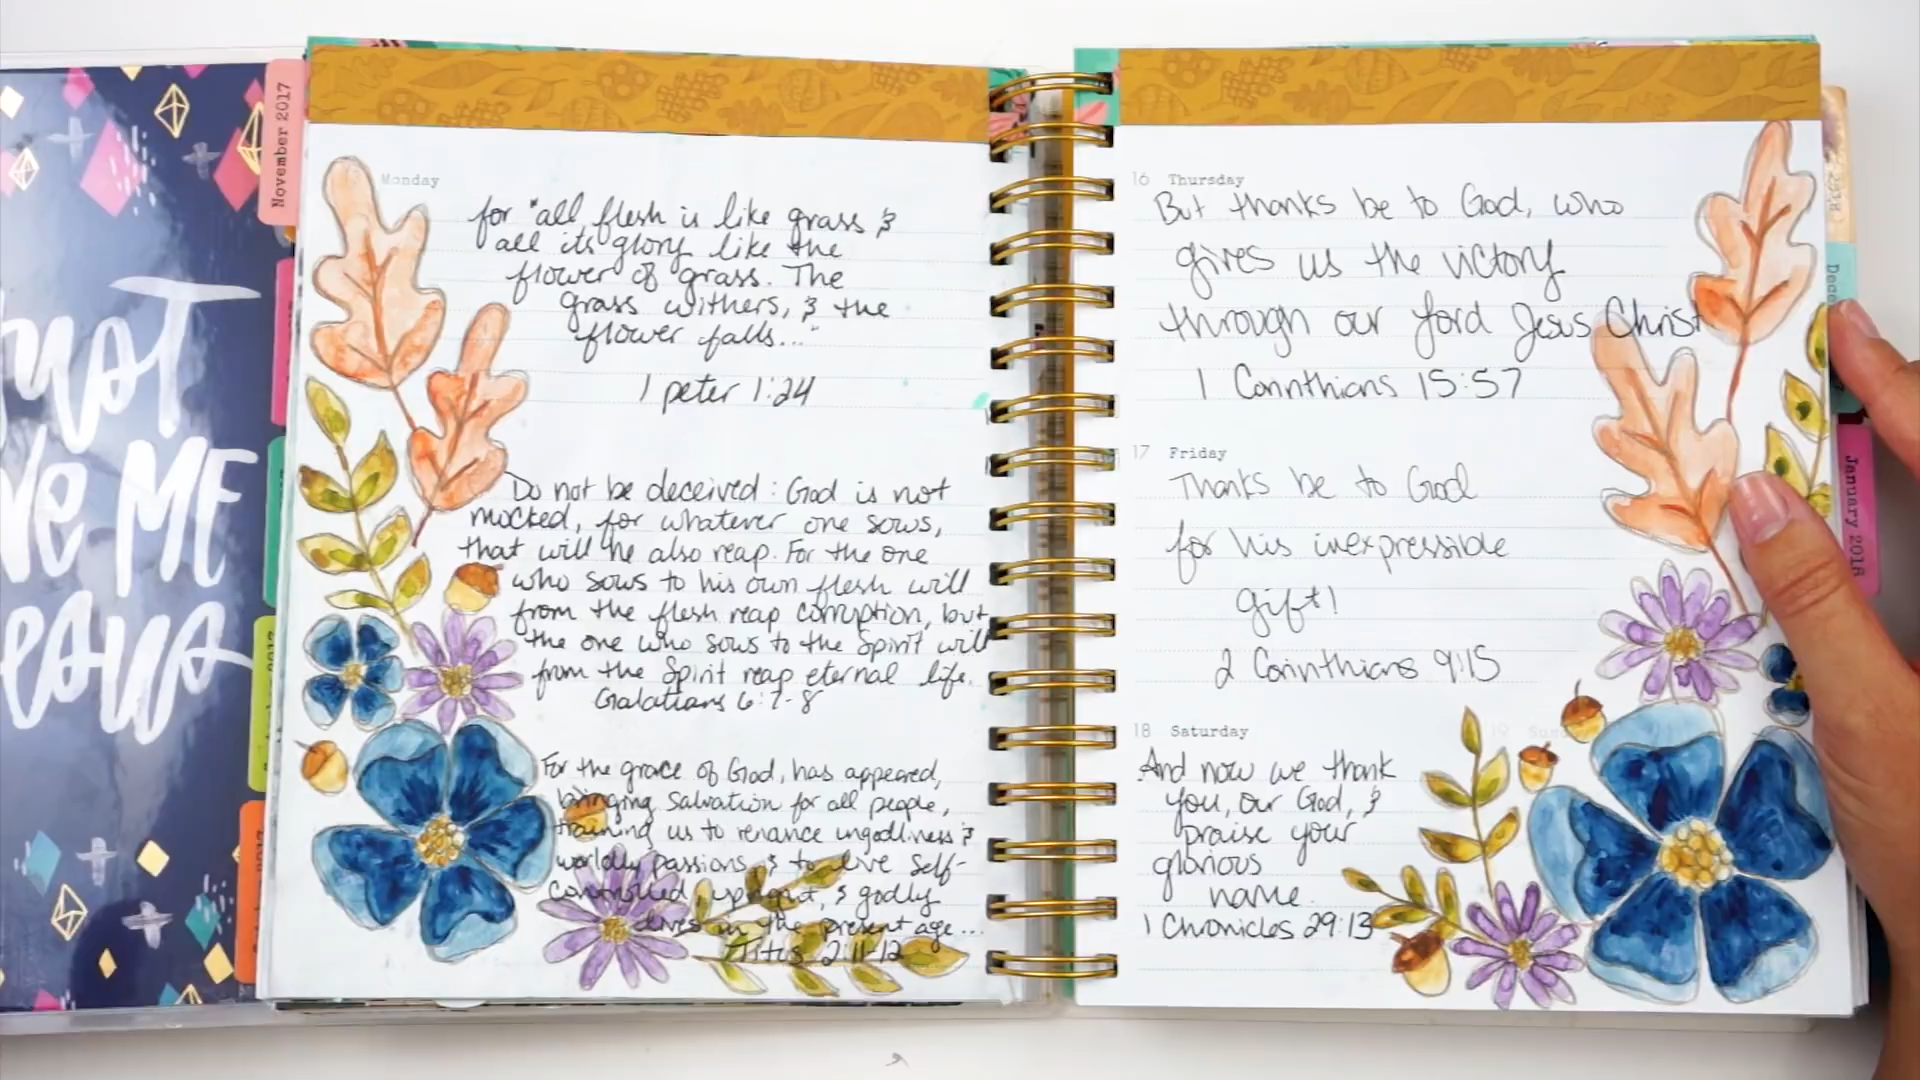 November 2017
Monday
for "all flesh is like grass &
all its glory like the
flower of grass. The
grass withers, & the
flower falls..."
1 peter 1:24
Do not be deceived: God is not
mocked, for whatever one sows,
that will he also reap. For the one
who sows to his own flesh will
from the flesh reap corruption, but
the one who sows to the Spirit will
from the Spirit reap eternal life.
Galatians 6:7-8
For the grace of God, has appeared,
bringing salvation for all people,
training us to renance ungodliness &
worldly passions, & to live self-
controlled, upright, & godly
lives in the present age...
Titus 2:11-12
16 Thursday
But thanks be to God, who
gives us the victory
through our Lord Jesus Christ
1 Corinthians 15:57
17 Friday
Thanks be to God
for his inexpressible
gift!
2 Corinthians 9:15
18 Saturday
19 Sun
And now we thank
you, our God, &
praise your
glorious
name.
1 Chronicles 29:13
January 2018
ME